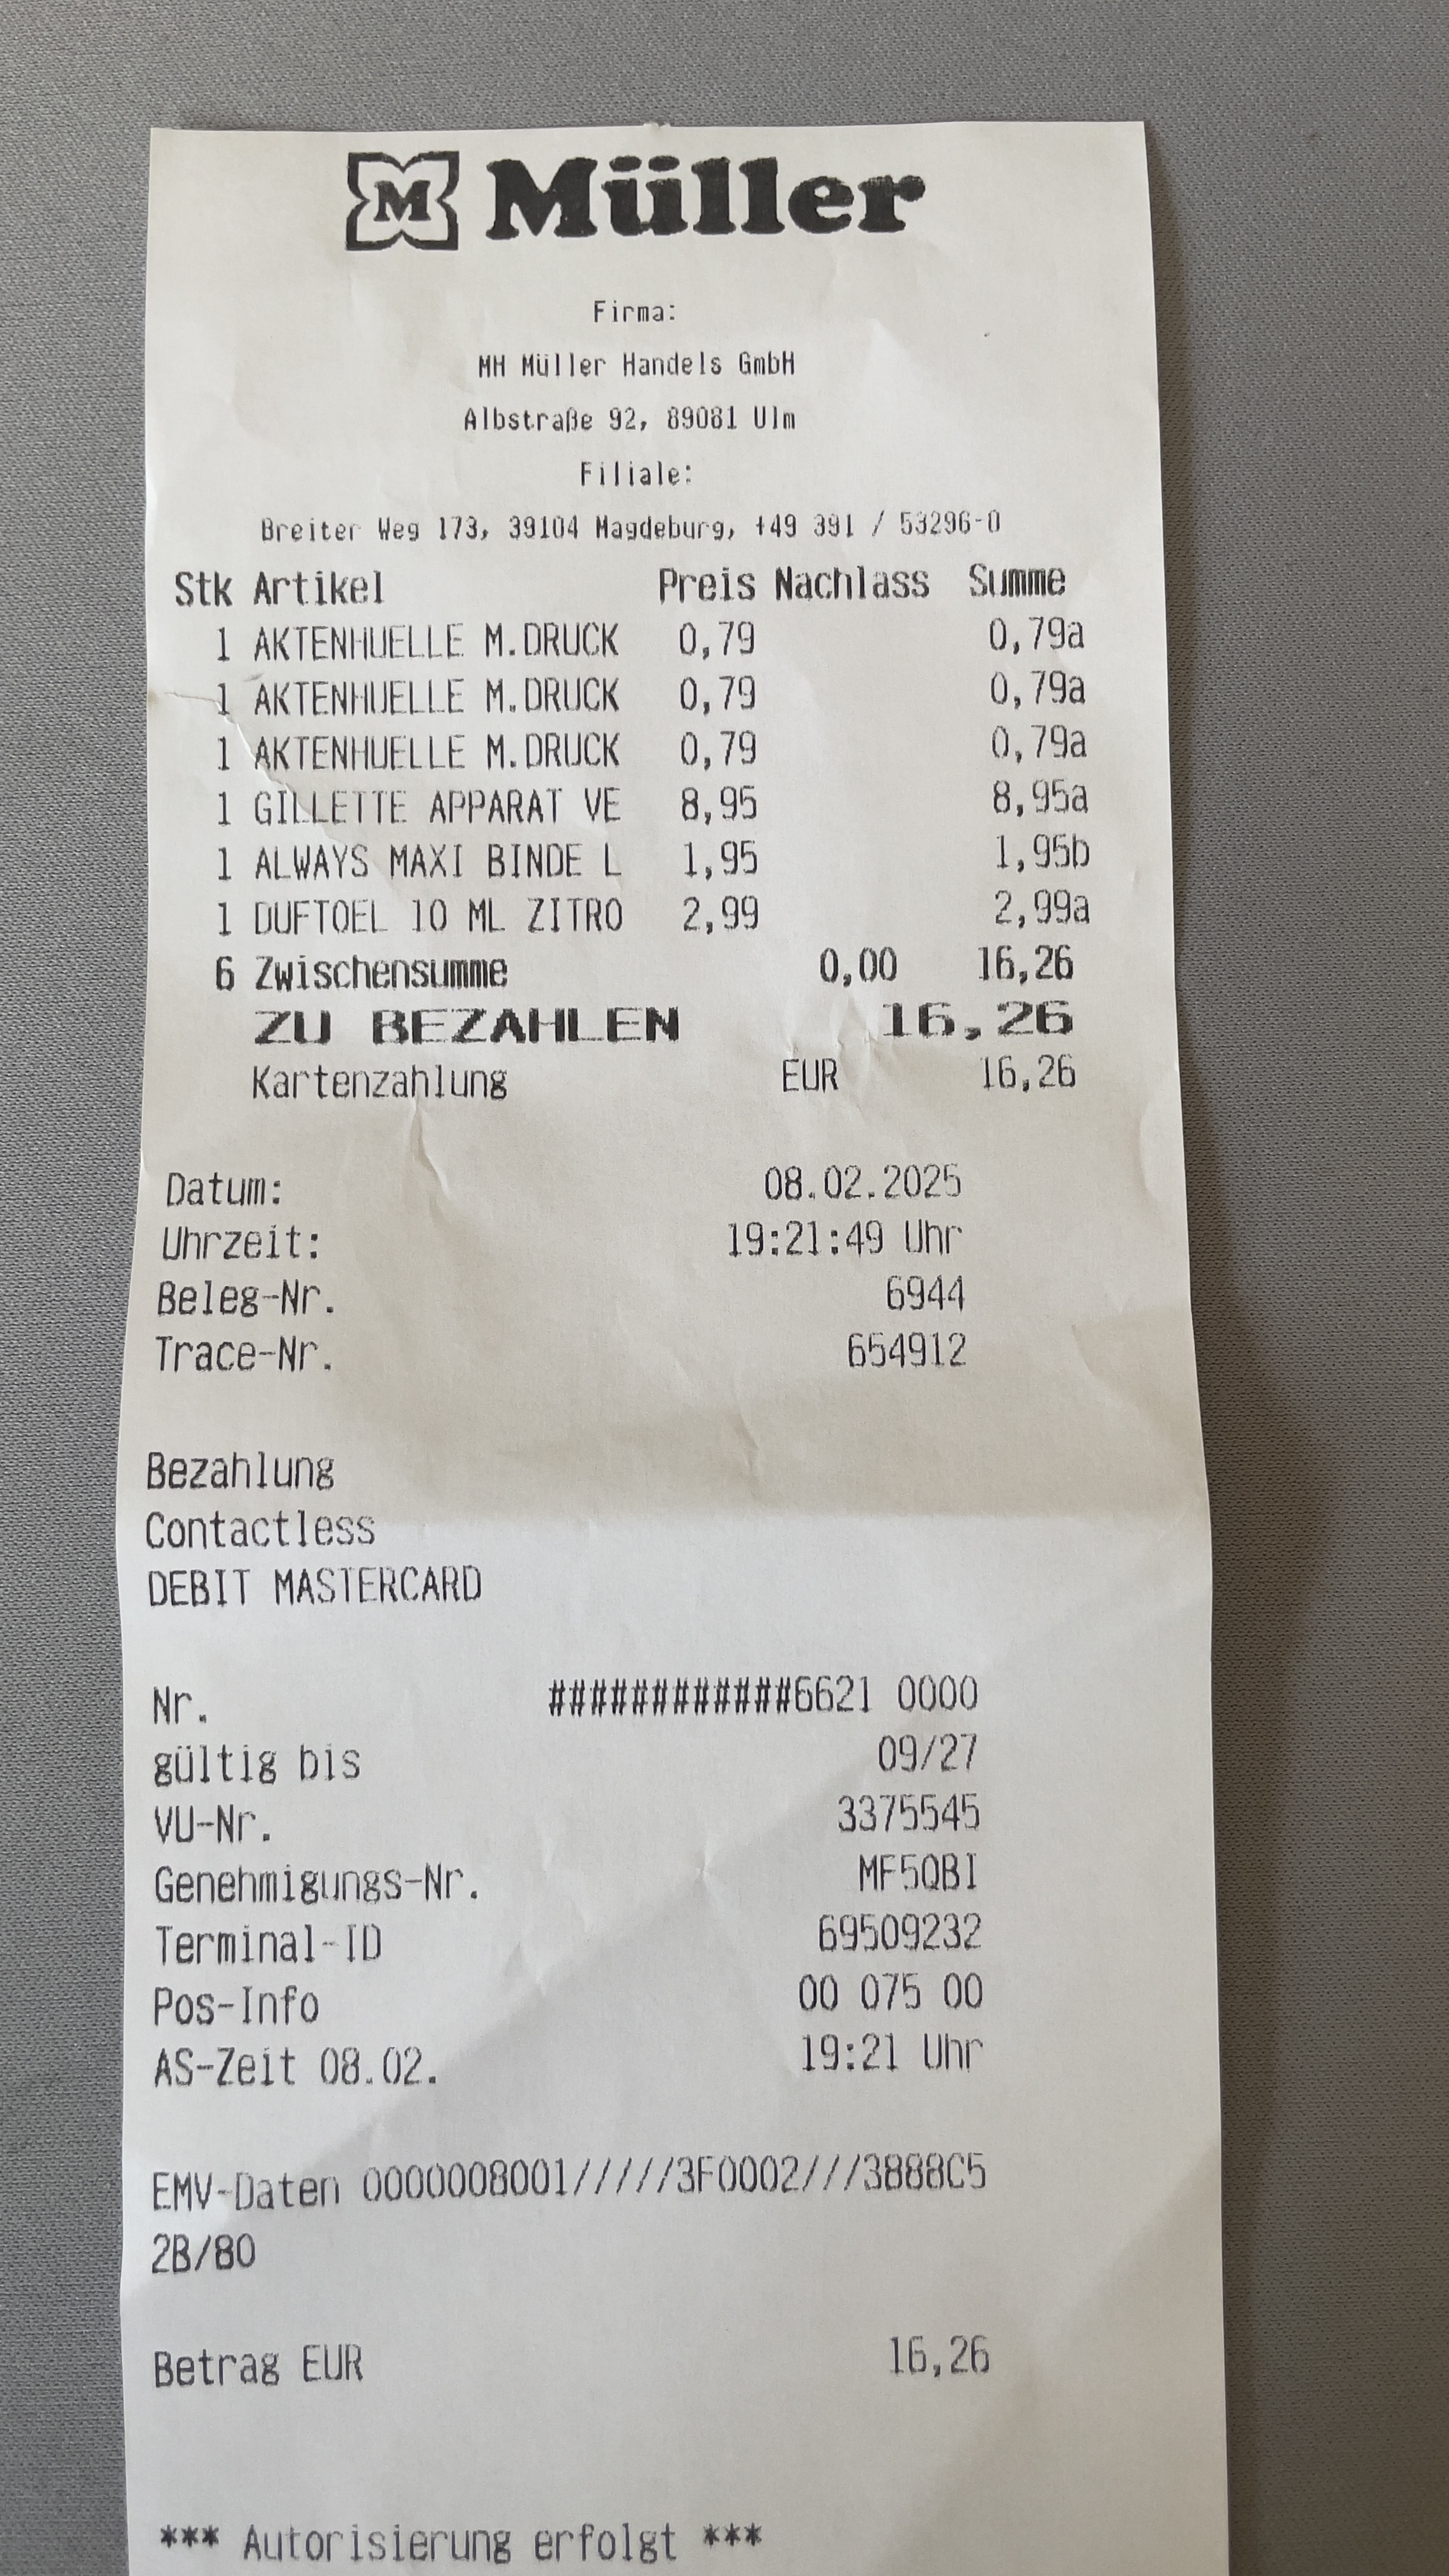 M Müller
Firma:
MH Müller Handels GmbH
Albstraße 92, 89081 Ulm
Filiale:
Breiter Weg 173, 39104 Magdeburg, +49 391 / 53296-0
Stk Artikel Preis Nachlass Summe
1 AKTENHUELLE M.DRUCK 0,79 0,79a
1 AKTENHUELLE M.DRUCK 0,79 0,79a
1 AKTENHUELLE M.DRUCK 0,79 0,79a
1 GILLETTE APPARAT VE 8,95 8,95a
1 ALWAYS MAXI BINDE L 1,95 1,95b
1 DUFTOEL 10 ML ZITRO 2,99 2,99a
6 Zwischensumme 0,00 16,26
ZU BEZAHLEN 16,26
Kartenzahlung EUR 16,26
Datum: 08.02.2025
Uhrzeit: 19:21:49 Uhr
Beleg-Nr. 6944
Trace-Nr. 654912
Bezahlung
Contactless
DEBIT MASTERCARD
Nr. ############6621 0000
gültig bis 09/27
VU-Nr. 3375545
Genehmigungs-Nr. MF5QBI
Terminal-ID 69509232
Pos-Info 00 075 00
AS-Zeit 08.02. 19:21 Uhr
EMV-Daten 0000008001/////3F0002///3888C5
2B/80
Betrag EUR 16,26
*** Autorisierung erfolgt ***